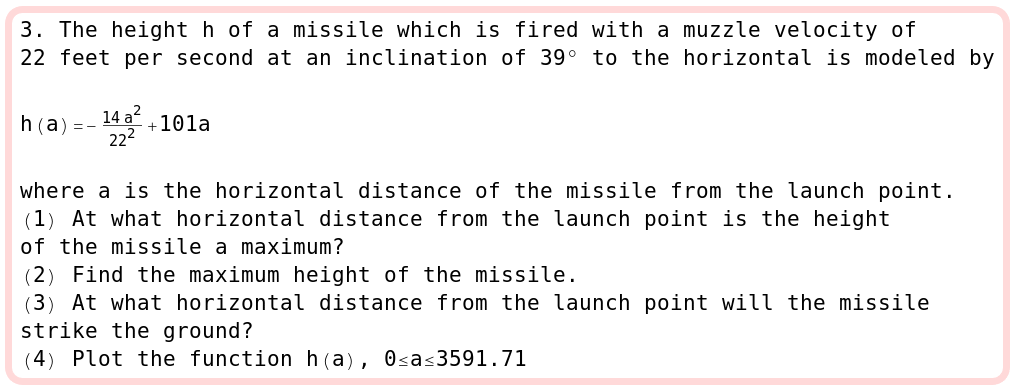 3. The height h of a missile which is fired with a muzzle velocity of
22 feet per second at an inclination of 39° to the horizontal is modeled by
h(a)=-\frac{14 a^2}{22^2}+101a
where a is the horizontal distance of the missile from the launch point.
(1) At what horizontal distance from the launch point is the height
of the missile a maximum?
(2) Find the maximum height of the missile.
(3) At what horizontal distance from the launch point will the missile
strike the ground?
(4) Plot the function h(a), 0≤a≤3591.71